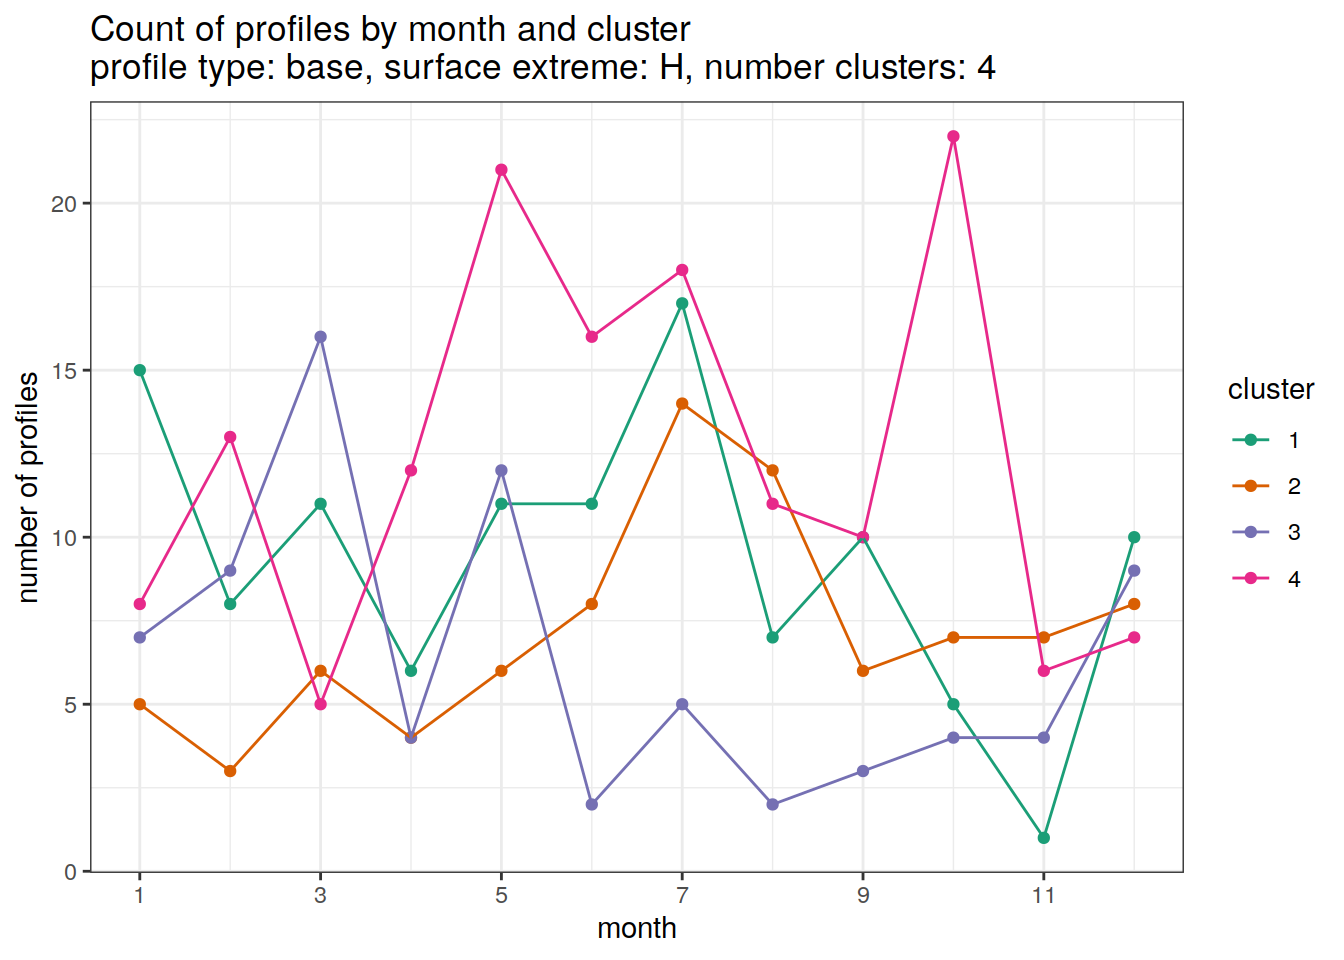 Count of profiles by month and cluster
profile type: base, surface extreme: H, number clusters: 4
number of profiles
20
15
10
5
0
1 3 5 7 9 11
month
cluster
1
2
3
4